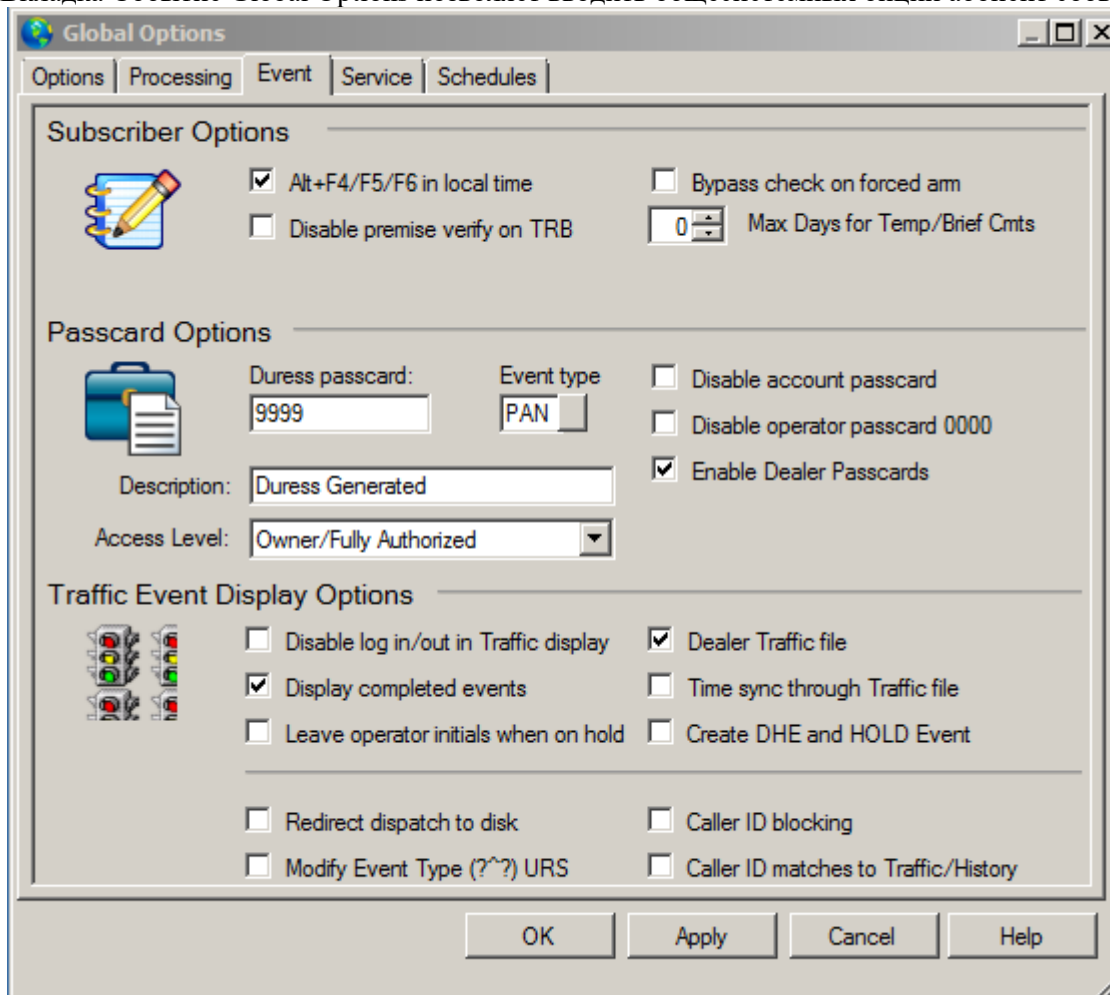 Global Options
Options Processing Event Service Schedules
Subscriber Options
Alt+F4/F5/F6 in local time Bypass check on forced arm
Disable premise verify on TRB 0 Max Days for Temp/Brief Cmts
Passcard Options
Duress passcard: Event type Disable account passcard
9999 PAN Disable operator passcard 0000
Enable Dealer Passcards
Description: Duress Generated
Access Level: Owner/Fully Authorized
Traffic Event Display Options
Disable log in/out in Traffic display Dealer Traffic file
Display completed events Time sync through Traffic file
Leave operator initials when on hold Create DHE and HOLD Event
Redirect dispatch to disk Caller ID blocking
Modify Event Type (?^?) URS Caller ID matches to Traffic/History
OK Apply Cancel Help